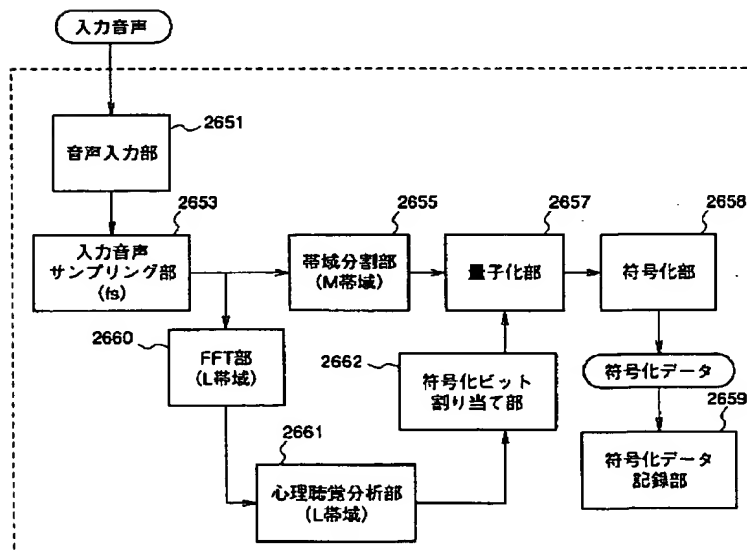 入力音声
2651
音声入力部
2653
入力音声
サンプリング部
(fs)
2655
帯域分割部
(M帯域)
2657
量子化部
2658
符号化部
2660
FFT部
(L帯域)
2662
符号化ビット
割り当て部
符号化データ
2659
符号化データ
記録部
2661
心理聴覚分析部
(L帯域)